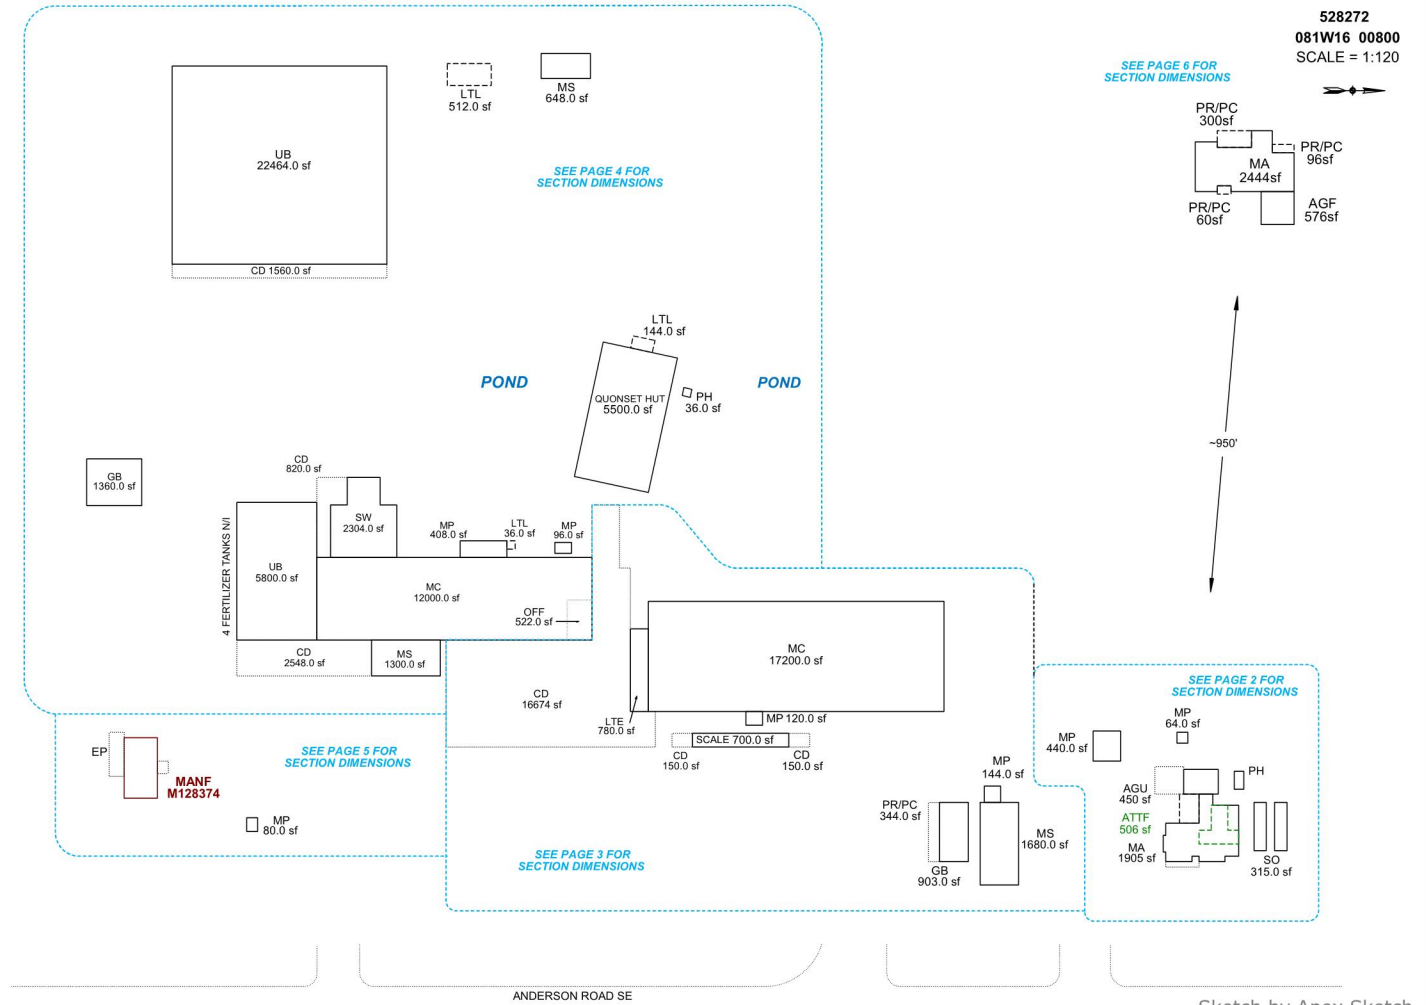 528272
081W16 00800
SCALE = 1:120
SEE PAGE 6 FOR
SECTION DIMENSIONS
PR/PC
300sf
PR/PC
96sf
MA
2444sf
PR/PC
60sf
AGF
576sf
~950'
LTL
512.0 sf
MS
648.0 sf
UB
22464.0 sf
SEE PAGE 4 FOR
SECTION DIMENSIONS
CD 1560.0 sf
LTL
144.0 sf
POND
POND
QUONSET HUT
5500.0 sf
PH
36.0 sf
GB
1360.0 sf
CD
820.0 sf
SW
2304.0 sf
MP
408.0 sf
LTL
36.0 sf
MP
96.0 sf
4 FERTILIZER TANKS N/I
UB
5800.0 sf
MC
12000.0 sf
OFF
522.0 sf
CD
2548.0 sf
MS
1300.0 sf
MC
17200.0 sf
CD
16674 sf
LTE
780.0 sf
MP 120.0 sf
SCALE 700.0 sf
CD
150.0 sf
CD
150.0 sf
SEE PAGE 2 FOR
SECTION DIMENSIONS
MP
64.0 sf
MP
440.0 sf
EP
SEE PAGE 5 FOR
SECTION DIMENSIONS
MANF
M128374
MP
80.0 sf
MP
144.0 sf
PR/PC
344.0 sf
MS
1680.0 sf
GB
903.0 sf
SEE PAGE 3 FOR
SECTION DIMENSIONS
PH
AGU
450 sf
ATTF
506 sf
MA
1905 sf
SO
315.0 sf
ANDERSON ROAD SE
Sketch by Apex Sketch